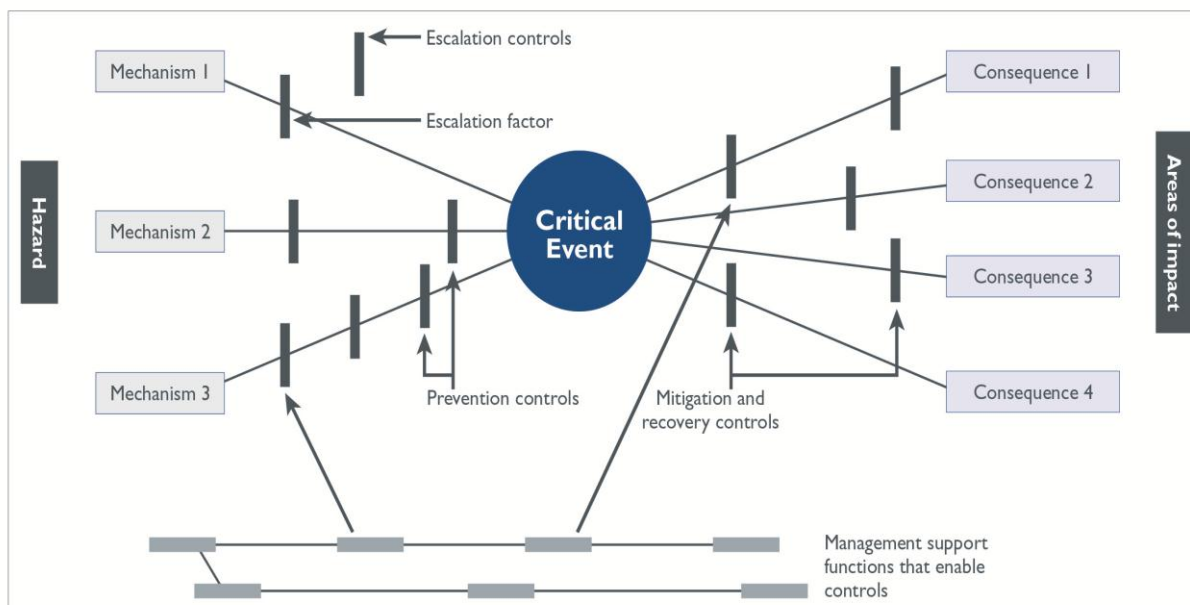 Escalation controls
Mechanism 1
Consequence 1
Escalation factor
Hazard
Mechanism 2
Critical
Event
Consequence 2
Areas of impact
Consequence 3
Mechanism 3
Prevention controls
Mitigation and
recovery controls
Consequence 4
Management support
functions that enable
controls